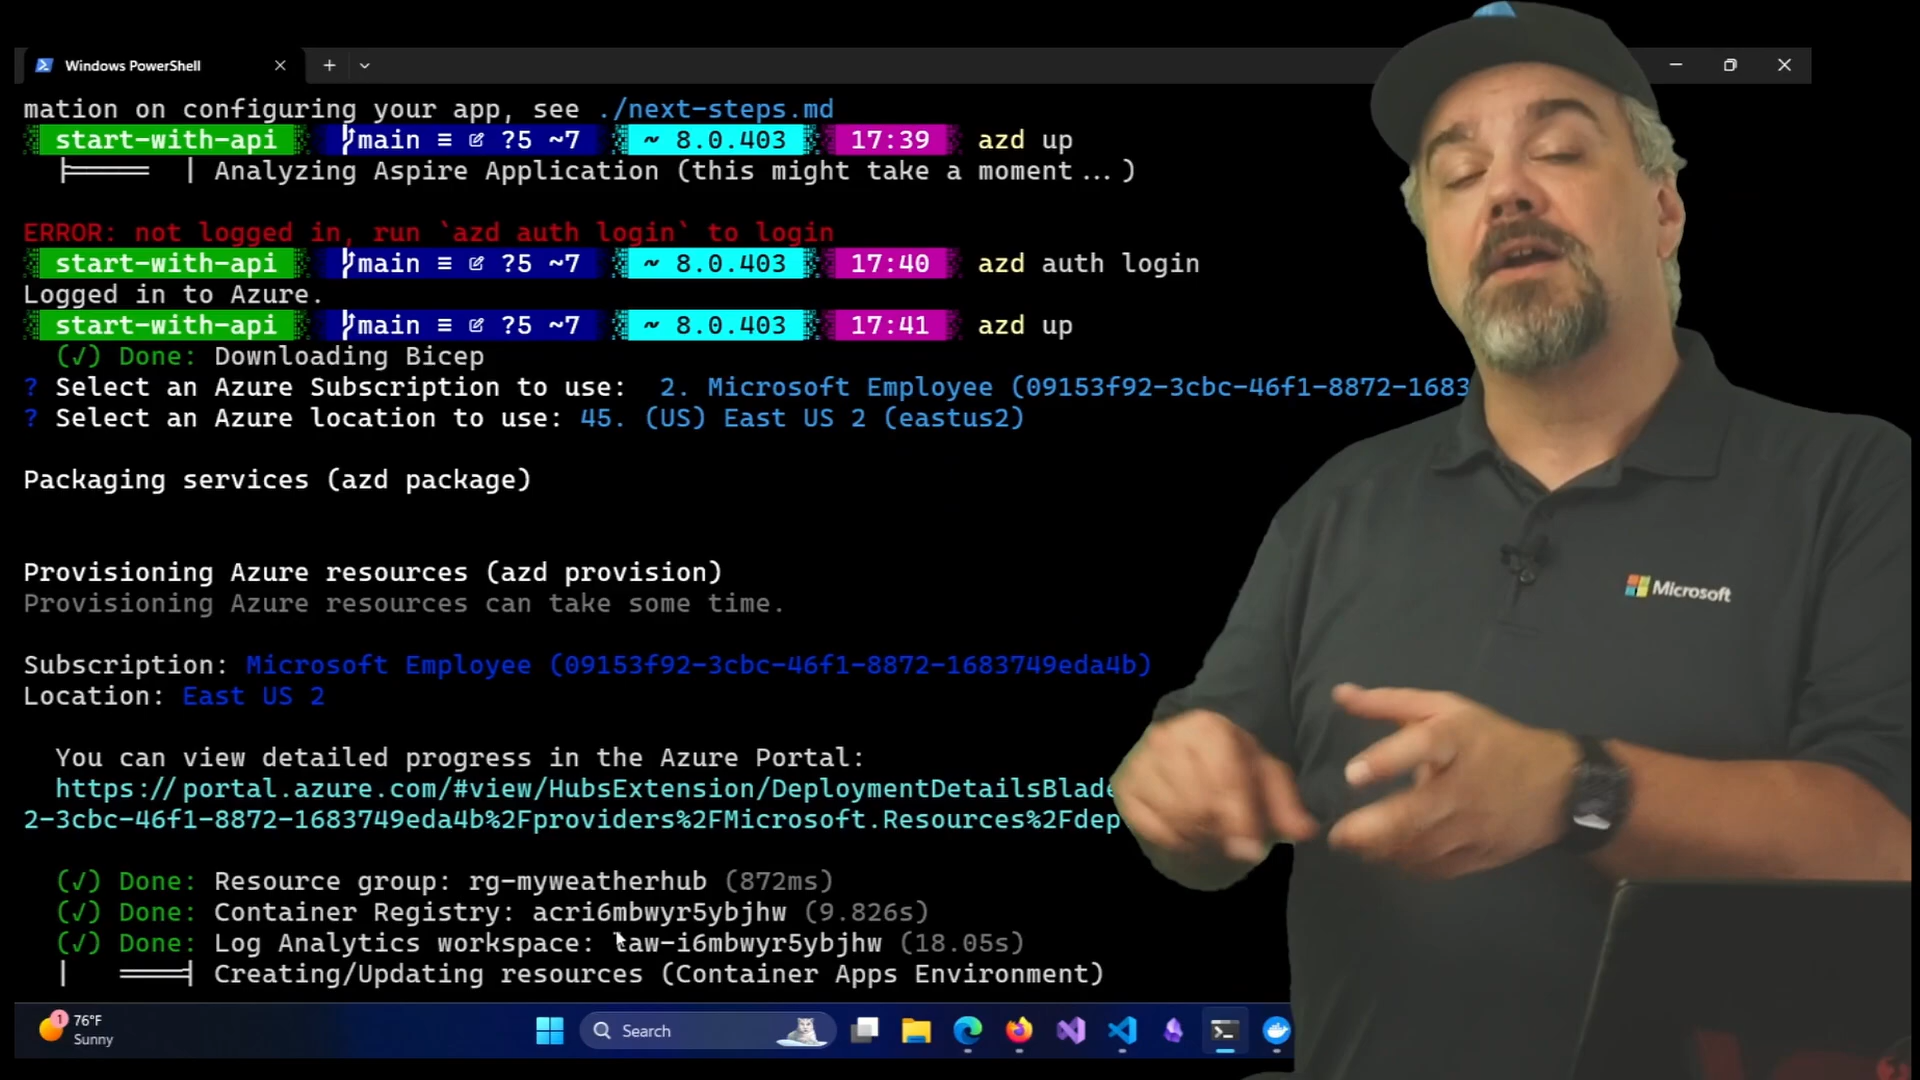 Windows PowerShell
mation on configuring your app, see ./next-steps.md
start-with-api main ≡ ?5 ~7 ~ 8.0.403 17:39 azd up
| Analyzing Aspire Application (this might take a moment...)
ERROR: not logged in, run `azd auth login` to login
start-with-api main ≡ ?5 ~7 ~ 8.0.403 17:40 azd auth login
Logged in to Azure.
start-with-api main ≡ ?5 ~7 ~ 8.0.403 17:41 azd up
(√) Done: Downloading Bicep
? Select an Azure Subscription to use: 2. Microsoft Employee (09153f92-3cbc-46f1-8872-1683
? Select an Azure location to use: 45. (US) East US 2 (eastus2)
Packaging services (azd package)
Provisioning Azure resources (azd provision)
Provisioning Azure resources can take some time.
Subscription: Microsoft Employee (09153f92-3cbc-46f1-8872-1683749eda4b)
Location: East US 2
You can view detailed progress in the Azure Portal:
https://portal.azure.com/#view/HubsExtension/DeploymentDetailsBlade
2-3cbc-46f1-8872-1683749eda4b%2Fproviders%2FMicrosoft.Resources%2Fdep
(√) Done: Resource group: rg-myweatherhub (872ms)
(√) Done: Container Registry: acri6mbwyr5ybjhw (9.826s)
(√) Done: Log Analytics workspace: law-i6mbwyr5ybjhw (18.05s)
| Creating/Updating resources (Container Apps Environment)
Microsoft
1
76°F
Sunny
Search